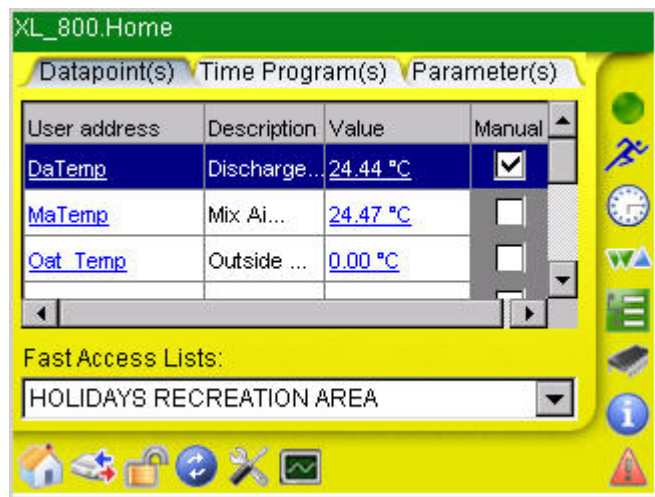 XL_800.Home
Datapoint(s) Time Program(s) Parameter(s)
User address Description Value Manual
DaTemp Discharge... 24.44 °C
MaTemp Mix Ai... 24.47 °C
Oat_Temp Outside ... 0.00 °C
Fast Access Lists:
HOLIDAYS RECREATION AREA